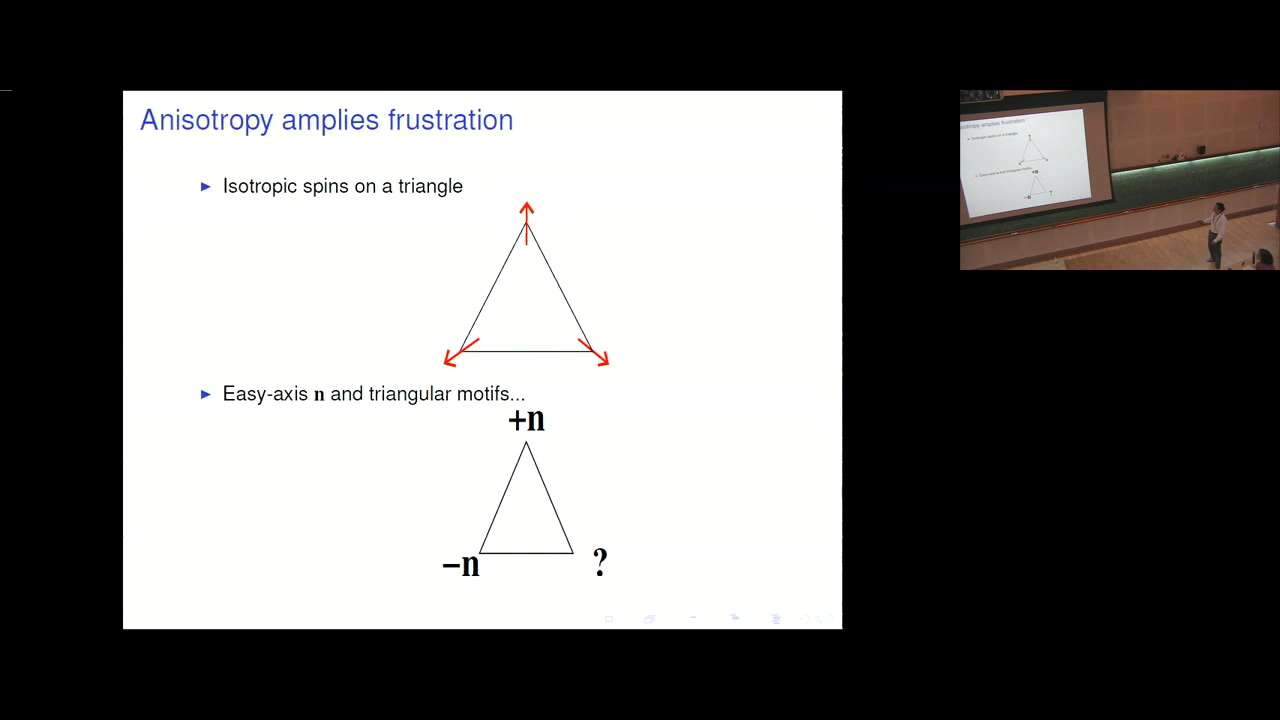 Anisotropy amplies frustration
▶ Isotropic spins on a triangle
▶ Easy-axis n and triangular motifs...
+n
−n ?